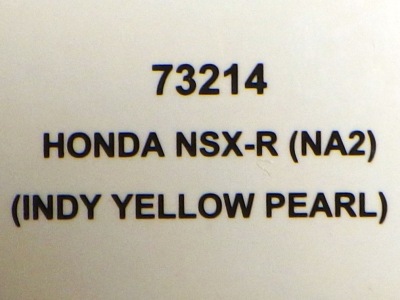 73214
HONDA NSX-R (NA2)
(INDY YELLOW PEARL)